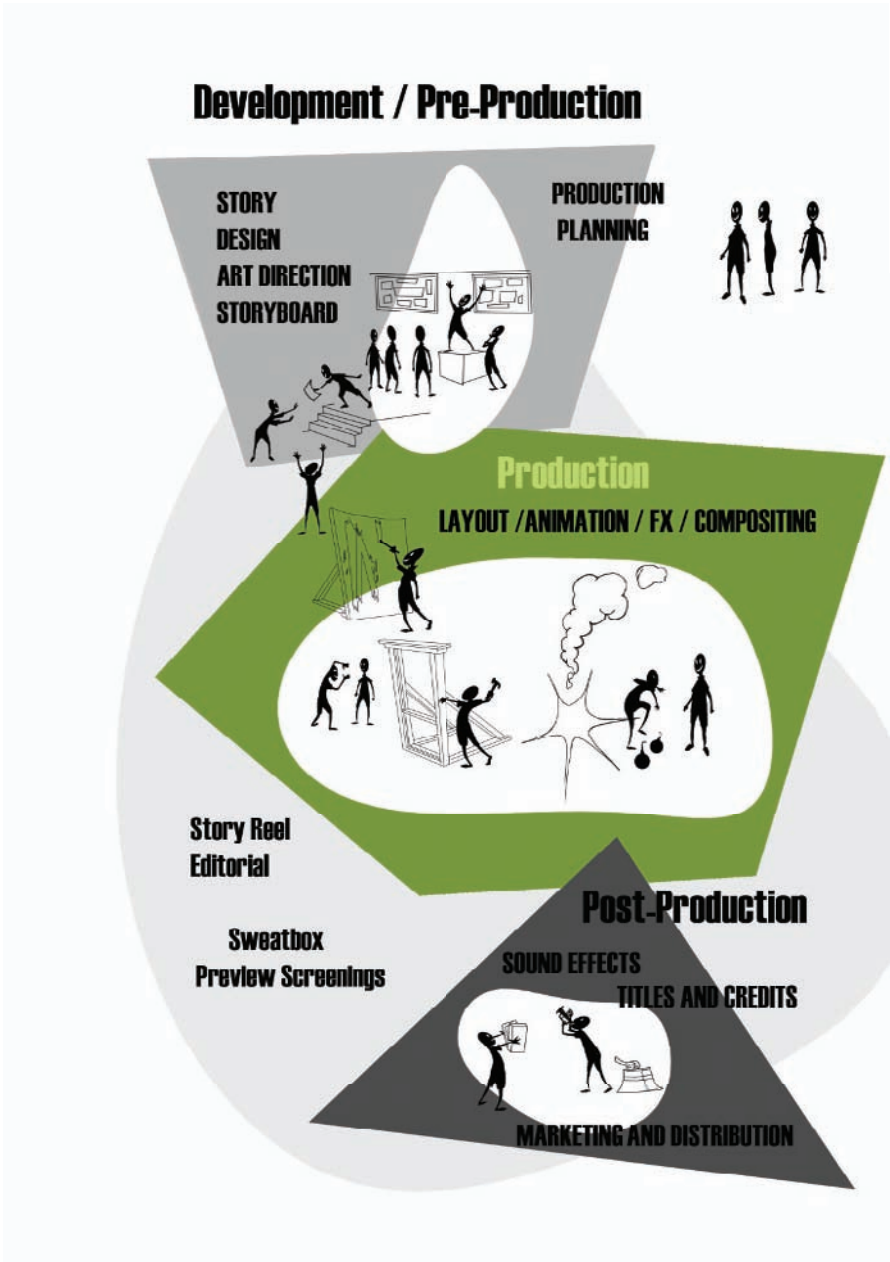 Development / Pre-Production
STORY
DESIGN
ART DIRECTION
STORYBOARD
PRODUCTION
PLANNING
Production
LAYOUT /ANIMATION / FX / COMPOSITING
Story Reel
Editorial
Sweatbox
Preview Screenings
Post-Production
SOUND EFFECTS
TITLES AND CREDITS
MARKETING AND DISTRIBUTION